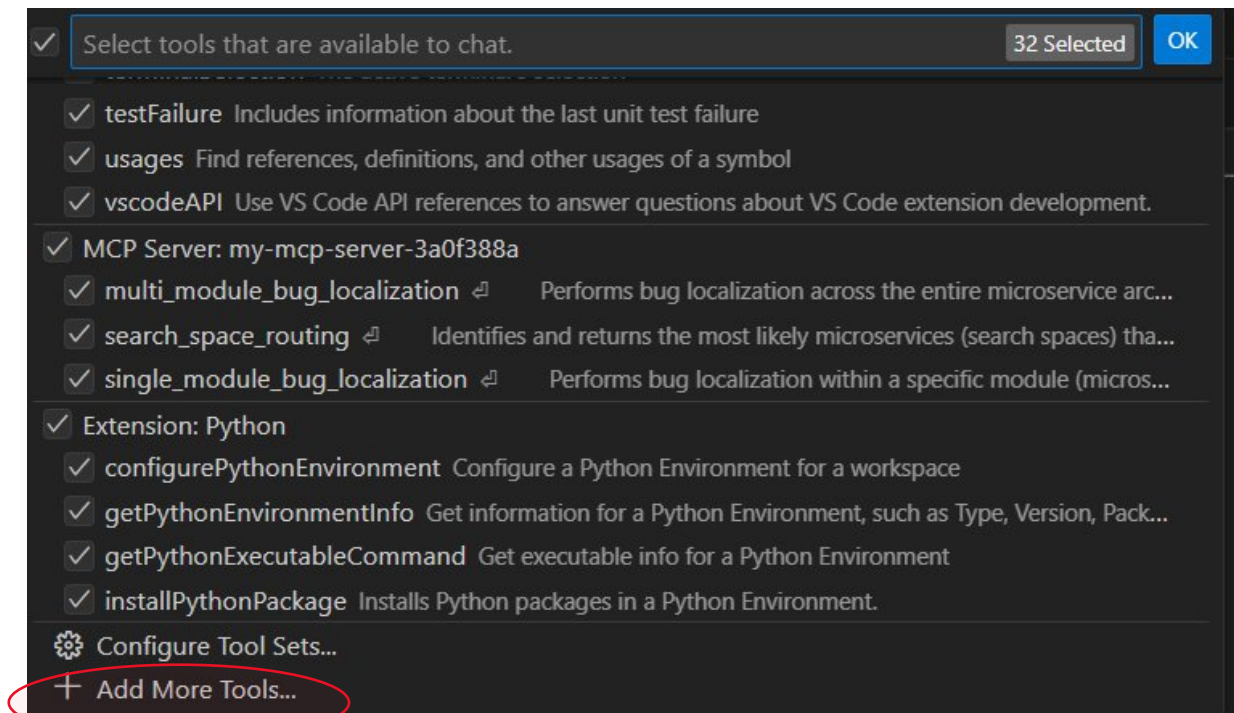 Select tools that are available to chat.
32 Selected
OK
testFailure Includes information about the last unit test failure
usages Find references, definitions, and other usages of a symbol
vscodeAPI Use VS Code API references to answer questions about VS Code extension development.
MCP Server: my-mcp-server-3a0f388a
multi_module_bug_localization Performs bug localization across the entire microservice arc...
search_space_routing Identifies and returns the most likely microservices (search spaces) tha...
single_module_bug_localization Performs bug localization within a specific module (micros...
Extension: Python
configurePythonEnvironment Configure a Python Environment for a workspace
getPythonEnvironmentInfo Get information for a Python Environment, such as Type, Version, Pack...
getPythonExecutableCommand Get executable info for a Python Environment
installPythonPackage Installs Python packages in a Python Environment.
Configure Tool Sets...
Add More Tools...